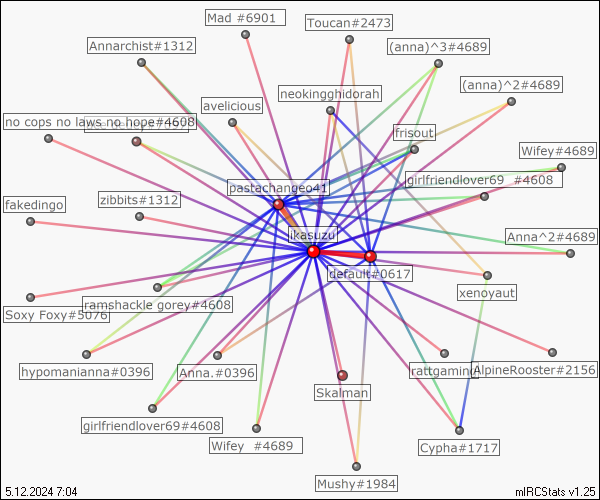 Mad #6901
Toucan#2473
Annarchist#1312
(anna)^3#4689
(anna)^2#4689
neokingghidorah
avelicious
no cops no laws no hope#4608
frisout
Wifey#4689
girlfriendlover69 #4608
pastachangeo41
zibbits#1312
fakedingo
jkasuzu
Anna^2#4689
default#0617
xenoyaut
ramshackle gorey#4608
Soxy Foxy#5076
hypomanianna#0396
Anna.#0396
rattgaming
AlpineRooster#2156
Skalman
girlfriendlover69#4608
Wifey #4689
Cypha#1717
Mushy#1984
5.12.2024 7:04
mIRCStats v1.25